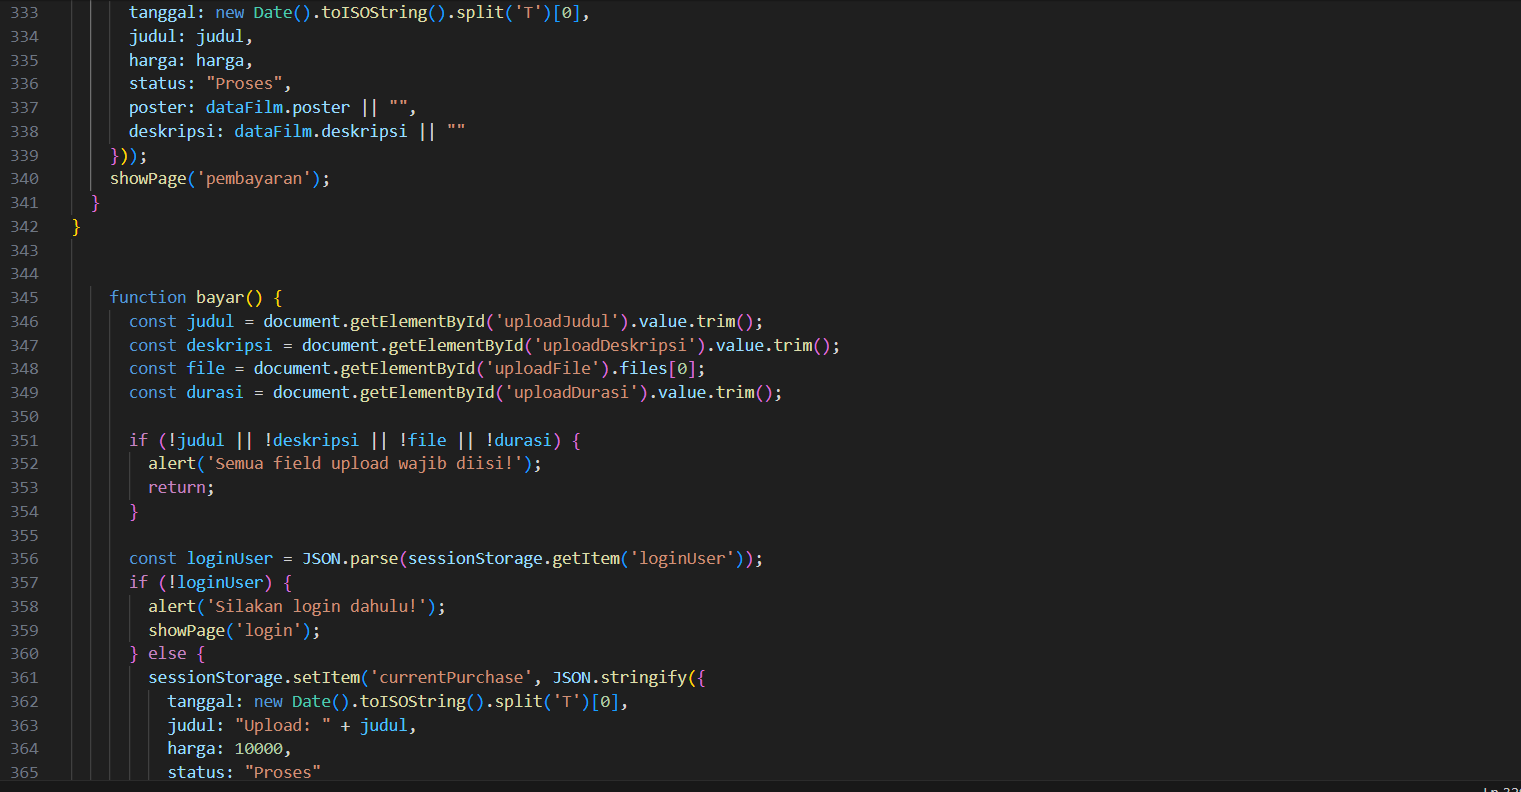 333 tanggal: new Date().toISOString().split('T')[0],
334 judul: judul,
335 harga: harga,
336 status: "Proses",
337 poster: dataFilm.poster || "",
338 deskripsi: dataFilm.deskripsi || ""
339 }));
340 showPage('pembayaran');
341 }
342 }
343
344
345 function bayar() {
346 const judul = document.getElementById('uploadJudul').value.trim();
347 const deskripsi = document.getElementById('uploadDeskripsi').value.trim();
348 const file = document.getElementById('uploadFile').files[0];
349 const durasi = document.getElementById('uploadDurasi').value.trim();
350
351 if (!judul || !deskripsi || !file || !durasi) {
352 alert('Semua field upload wajib diisi!');
353 return;
354 }
355
356 const loginUser = JSON.parse(sessionStorage.getItem('loginUser'));
357 if (!loginUser) {
358 alert('Silakan login dahulu!');
359 showPage('login');
360 } else {
361 sessionStorage.setItem('currentPurchase', JSON.stringify({
362 tanggal: new Date().toISOString().split('T')[0],
363 judul: "Upload: " + judul,
364 harga: 10000,
365 status: "Proses"